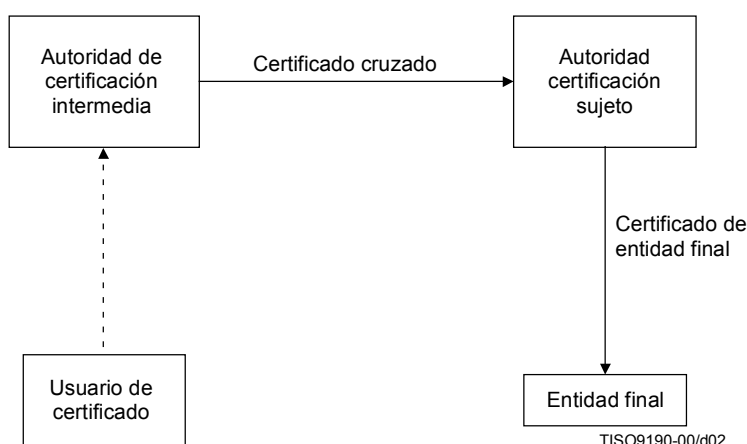 Autoridad de
certificación
intermedia
Certificado cruzado
Autoridad
certificación
sujeto
Certificado de
entidad final
Usuario de
certificado
Entidad final
TISO9190-00/d02